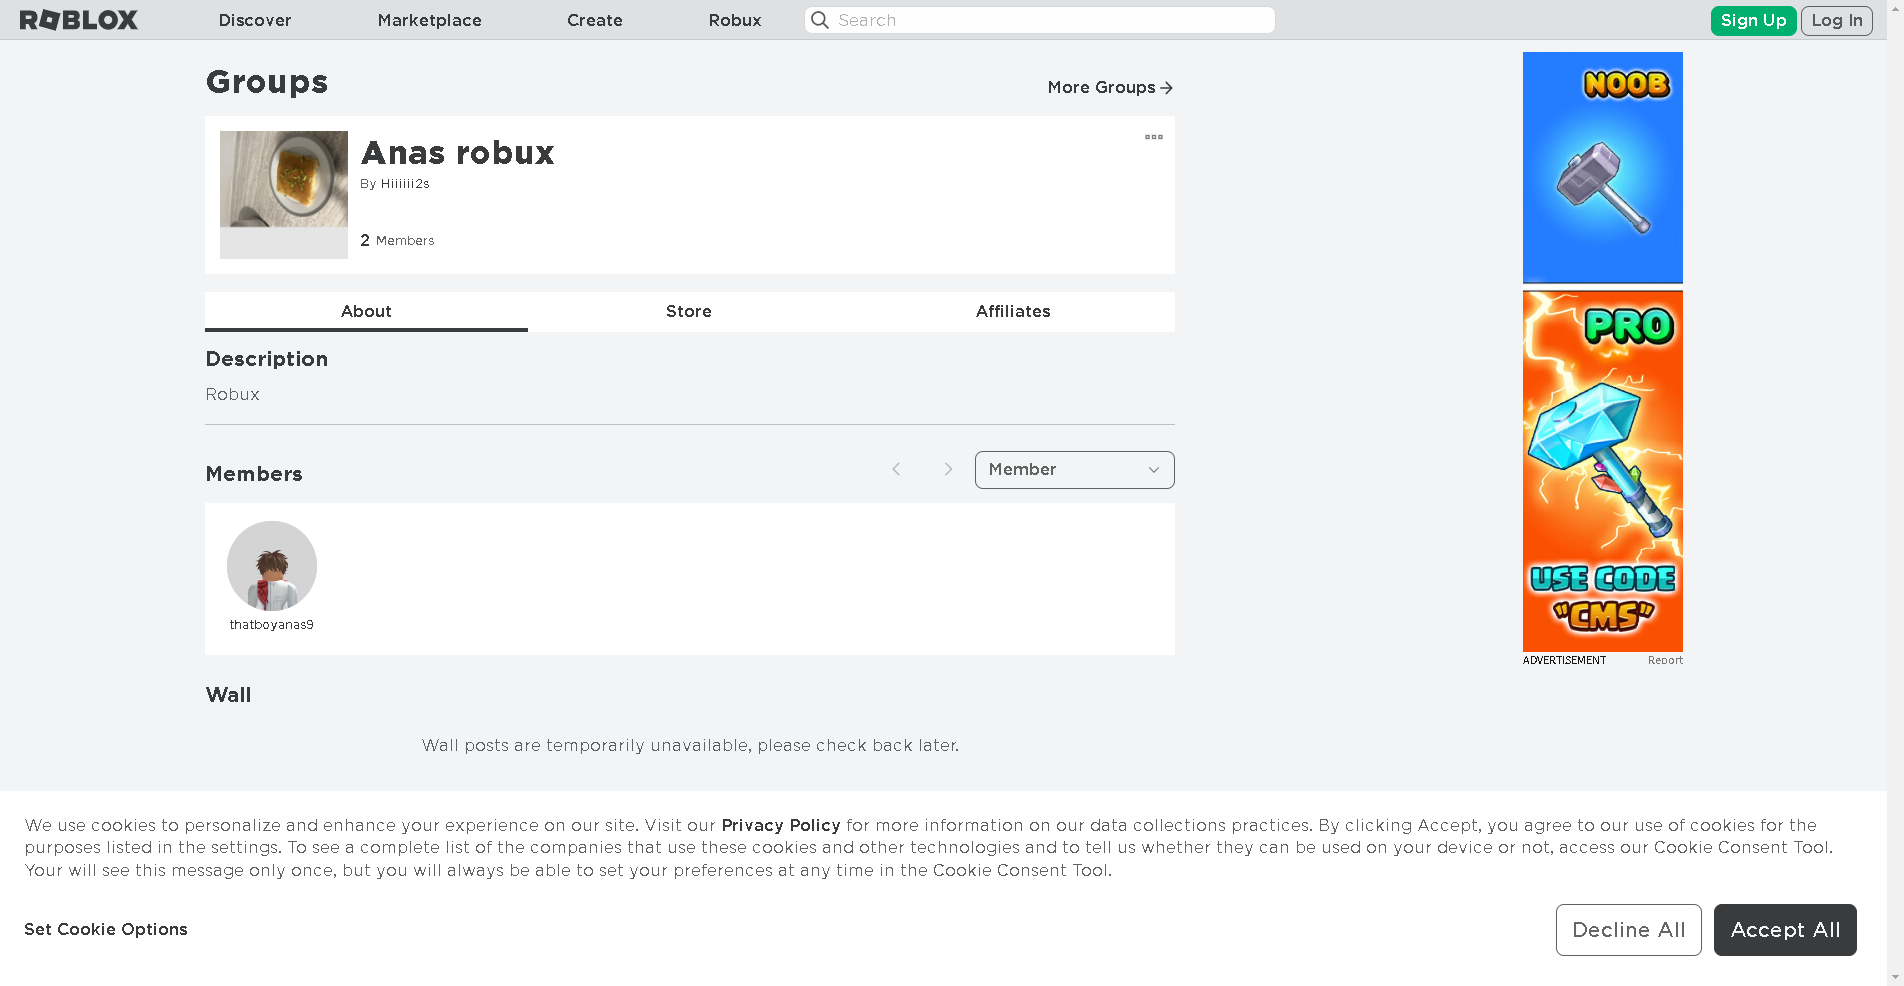 ROBLOX Discover Marketplace Create Robux Search Sign Up Log In
Groups
More Groups
Anas robux
By Hiiiiii2s
2 Members
About Store Affiliates
Description
Robux
Members
Member
thatboyanas9
Wall
Wall posts are temporarily unavailable, please check back later.
NOOB
PRO
USE CODE
"CMS"
ADVERTISEMENT Report
We use cookies to personalize and enhance your experience on our site. Visit our Privacy Policy for more information on our data collections practices. By clicking Accept, you agree to our use of cookies for the
purposes listed in the settings. To see a complete list of the companies that use these cookies and other technologies and to tell us whether they can be used on your device or not, access our Cookie Consent Tool.
Your will see this message only once, but you will always be able to set your preferences at any time in the Cookie Consent Tool.
Set Cookie Options
Decline All Accept All